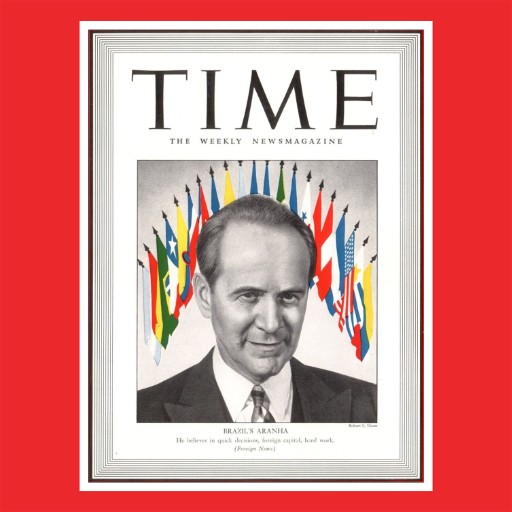 TIME
THE WEEKLY NEWSMAGAZINE
BRAZIL'S ARANHA
He believes in quick decisions, foreign capital, hard work.
(Foreign News)